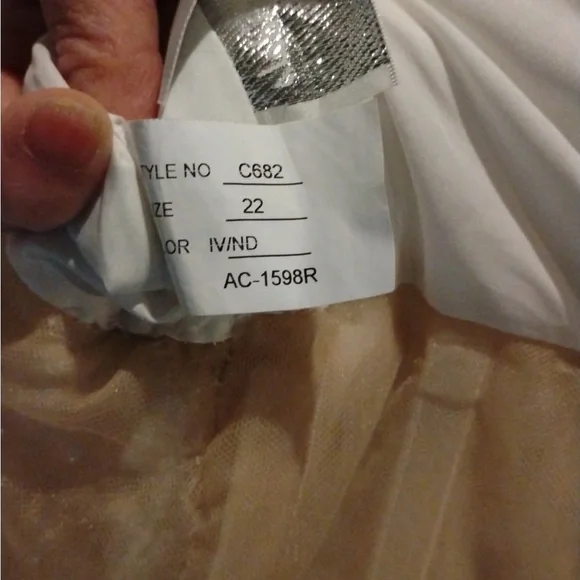 YLE NO C682
ZE 22
OR IV/ND
AC-1598R